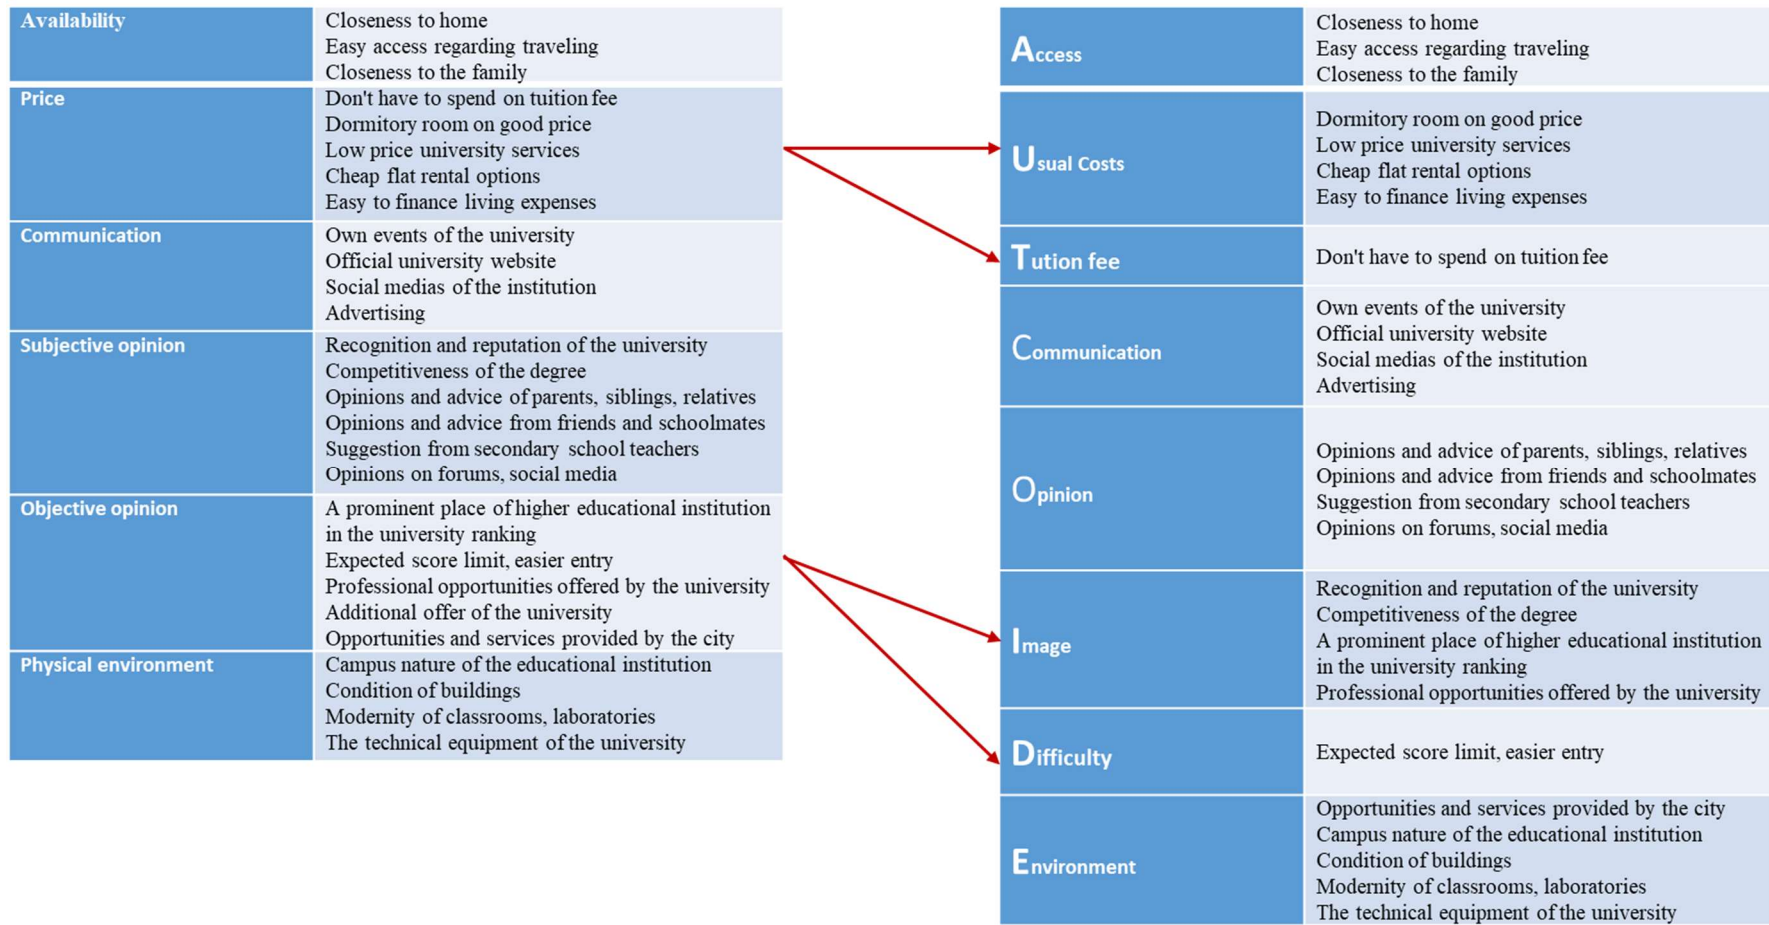 Availability
Closeness to home
Easy access regarding traveling
Closeness to the family
Price
Don't have to spend on tuition fee
Dormitory room on good price
Low price university services
Cheap flat rental options
Easy to finance living expenses
Communication
Own events of the university
Official university website
Social medias of the institution
Advertising
Subjective opinion
Recognition and reputation of the university
Competitiveness of the degree
Opinions and advice of parents, siblings, relatives
Opinions and advice from friends and schoolmates
Suggestion from secondary school teachers
Opinions on forums, social media
Objective opinion
A prominent place of higher educational institution
in the university ranking
Expected score limit, easier entry
Professional opportunities offered by the university
Additional offer of the university
Opportunities and services provided by the city
Physical environment
Campus nature of the educational institution
Condition of buildings
Modernity of classrooms, laboratories
The technical equipment of the university
Access
Closeness to home
Easy access regarding traveling
Closeness to the family
Usual Costs
Dormitory room on good price
Low price university services
Cheap flat rental options
Easy to finance living expenses
Tution fee
Don't have to spend on tuition fee
Communication
Own events of the university
Official university website
Social medias of the institution
Advertising
Opinion
Opinions and advice of parents, siblings, relatives
Opinions and advice from friends and schoolmates
Suggestion from secondary school teachers
Opinions on forums, social media
Image
Recognition and reputation of the university
Competitiveness of the degree
A prominent place of higher educational institution
in the university ranking
Professional opportunities offered by the university
Difficulty
Expected score limit, easier entry
Environment
Opportunities and services provided by the city
Campus nature of the educational institution
Condition of buildings
Modernity of classrooms, laboratories
The technical equipment of the university